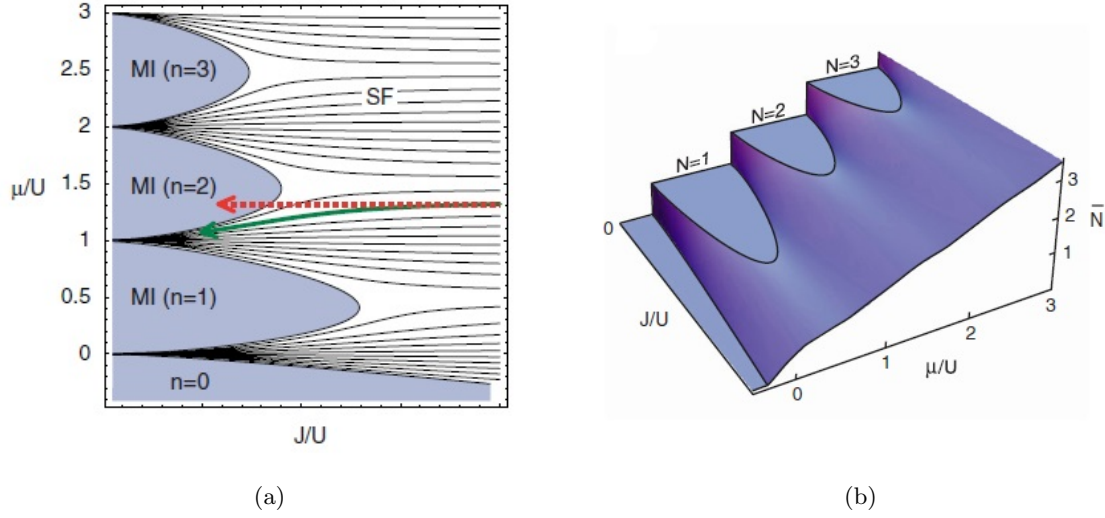 3
2.5
2
1.5
1
0.5
0
μ/U
MI (n=3)
SF
MI (n=2)
MI (n=1)
n=0
J/U
(a)
N=3
N=2
N=1
0
J/U
0
1
2
3
μ/U
3
2
1
N̅
(b)